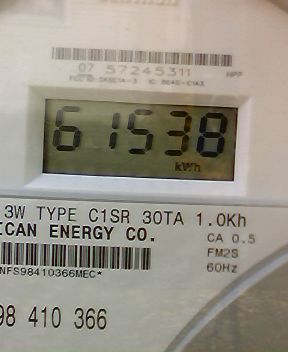 07 57245311 HPP
61538
kWh
3W TYPE C1SR 30TA 1.0Kh
ICAN ENERGY CO.
CA 0.5
FM2S
60Hz
NFS98410366MEC*
98 410 366